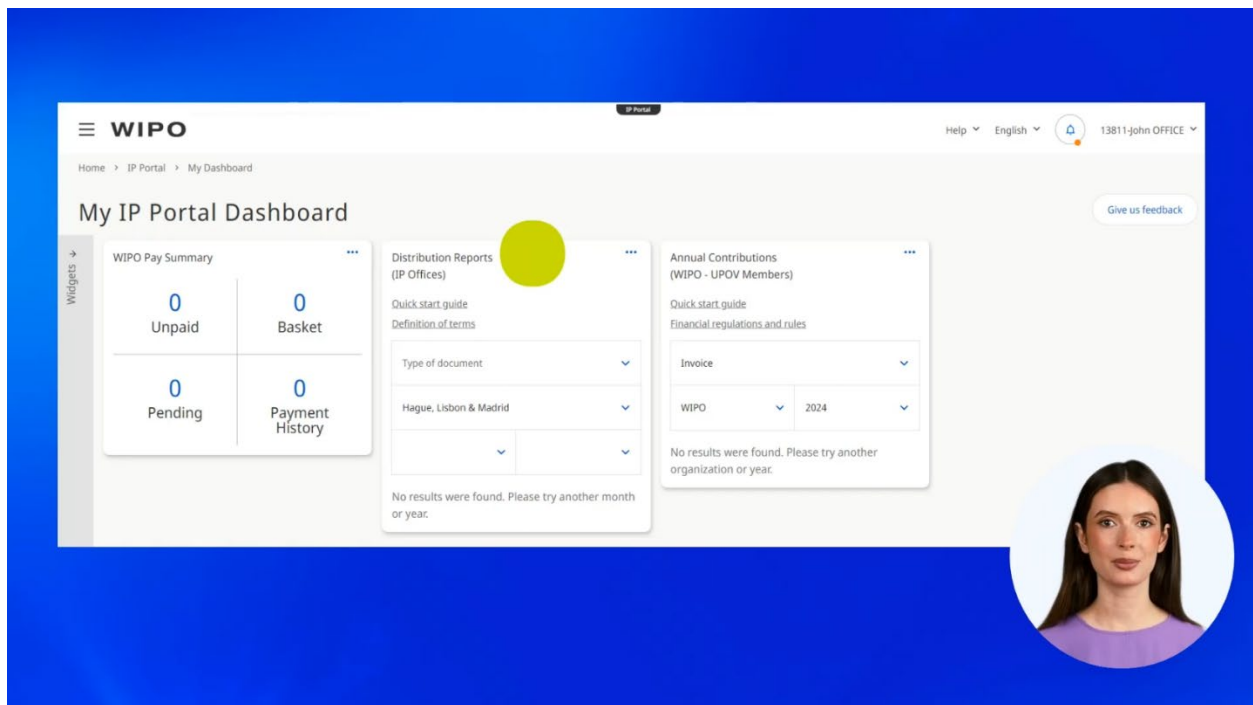 IP Portal
WIPO
Help
English
13811-John OFFICE
Home > IP Portal > My Dashboard
My IP Portal Dashboard
Give us feedback
Widgets
WIPO Pay Summary
0
Unpaid
0
Basket
0
Pending
0
Payment
History
Distribution Reports
(IP Offices)
Quick start guide
Definition of terms
Type of document
Hague, Lisbon & Madrid
No results were found. Please try another month
or year.
Annual Contributions
(WIPO - UPOV Members)
Quick start guide
Financial regulations and rules
Invoice
WIPO
2024
No results were found. Please try another
organization or year.